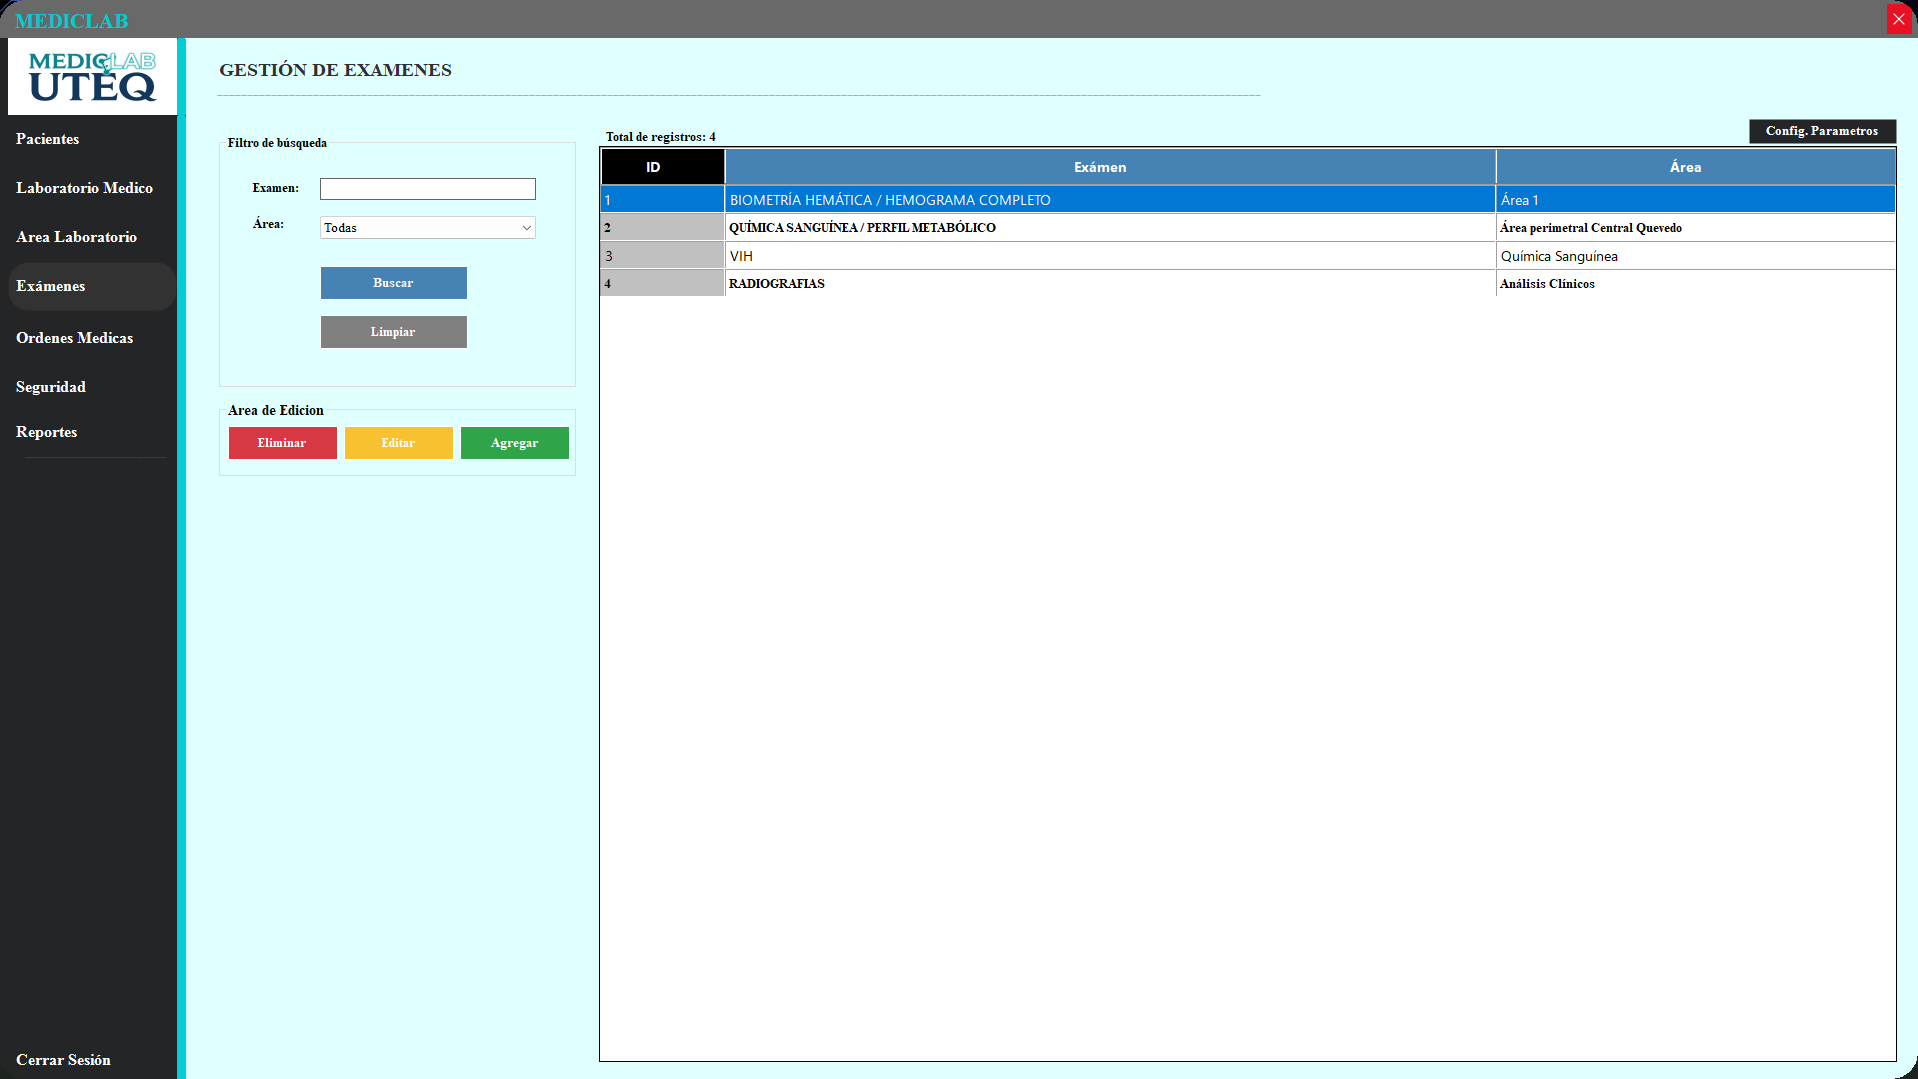 MEDICLAB
MEDICLAB
UTEQ
Pacientes
Laboratorio Medico
Area Laboratorio
Exámenes
Ordenes Medicas
Seguridad
Reportes
Cerrar Sesión
GESTIÓN DE EXAMENES
Filtro de búsqueda
Examen:
Área: Todas
Buscar
Limpiar
Area de Edicion
Eliminar Editar Agregar
Total de registros: 4
Config. Parametros
ID Exámen Área
1 BIOMETRÍA HEMÁTICA / HEMOGRAMA COMPLETO Área 1
2 QUÍMICA SANGUÍNEA / PERFIL METABÓLICO Área perimetral Central Quevedo
3 VIH Química Sanguínea
4 RADIOGRAFIAS Análisis Clínicos